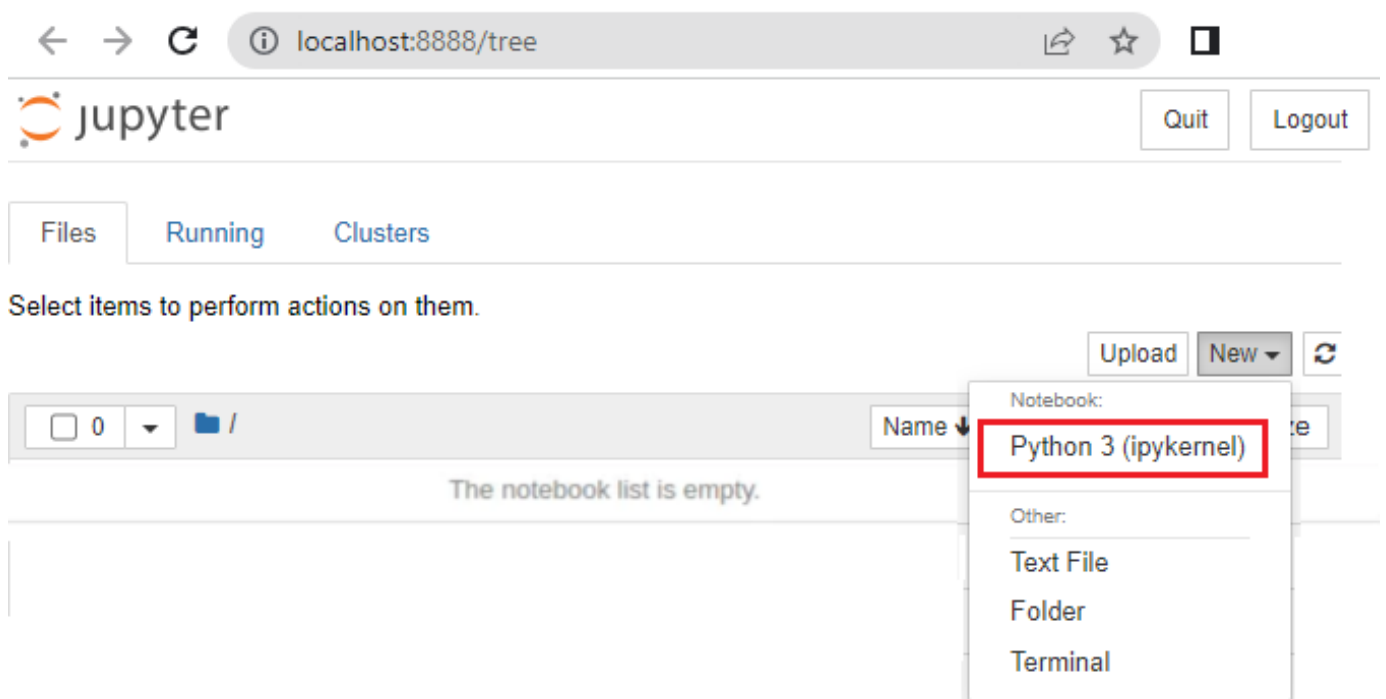 localhost:8888/tree
jupyter
Quit Logout
Files Running Clusters
Select items to perform actions on them.
Upload New
0 / Name
The notebook list is empty.
Notebook:
Python 3 (ipykernel)
Other:
Text File
Folder
Terminal